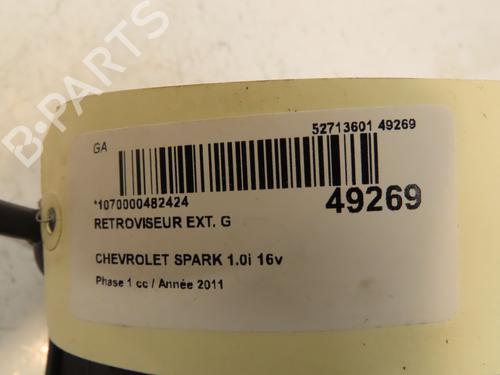 B-PARTS
GA
52713601 49269
*1070000482424
49269
RETROVISEUR EXT. G
CHEVROLET SPARK 1.0i 16v
Phase 1 cc / Année 2011